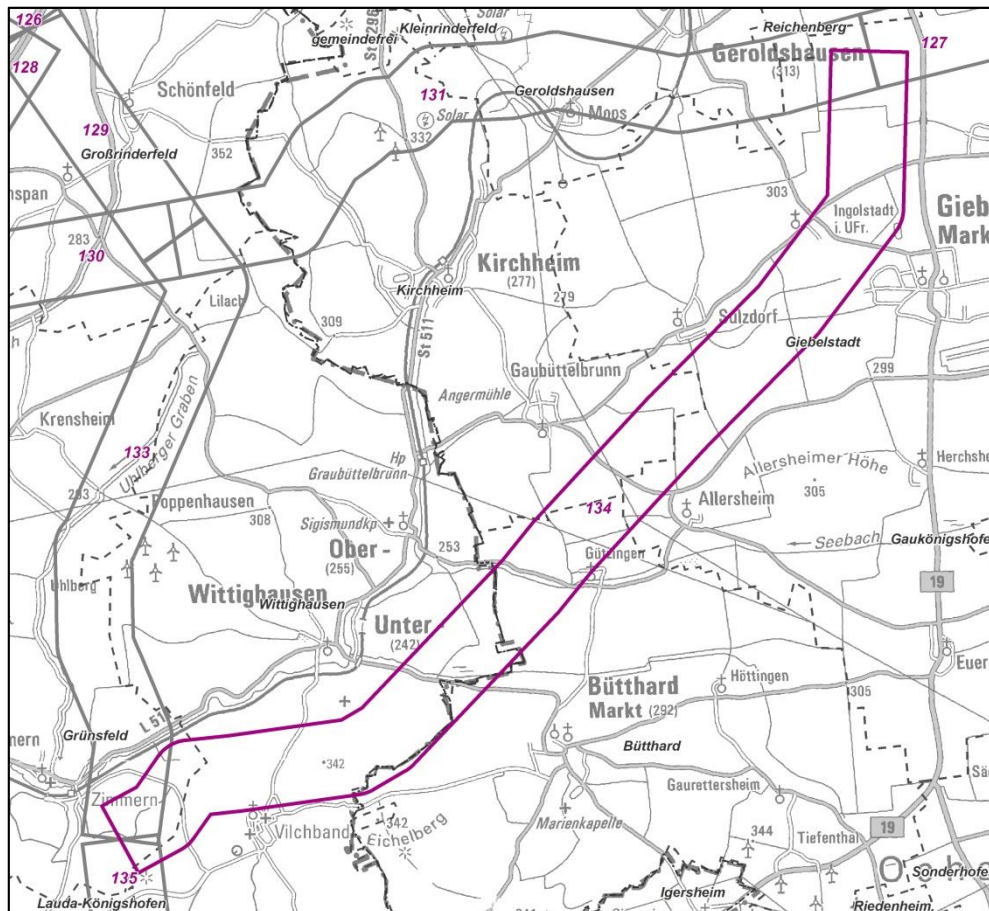 126
St 2296
Solar
Kleinrinderfeld
gemeindefrei
Reichenberg
127
Geroldshausen
(313)
128
Schönfeld
131
Geroldshausen
Moos
Solar
129
332
Großrinderfeld
352
303
Ingolstadt
i. UFr.
Gieb
Mark
283
130
Kirchheim
(277)
279
Kirchheim
Lilach
309
St 511
Sulzdorf
Giebelstadt
Gaubüttelbrunn
299
Angermühle
Krensheim
Uhlberger Graben
133
Hp
Graubüttelbrunn
Allersheimer Höhe
305
Herchsh
Poppenhausen
308
134
Allersheim
Sigismundkp
Ober-
(255)
253
Seebach
Gaukönigshofe
Gützingen
Uhlberg
Wittighausen
Wittighausen
19
Unter
(242)
Euer
Bütthard
Markt (292)
Höttingen
305
Grünsfeld
342
Bütthard
Gaurettersheim
Zimmern
Vilchband
342
Eichelberg
Marienkapelle
344
Tiefenthal
19
135
Igersheim
Sonderhofe
Lauda-Königshofen
Riedenheim